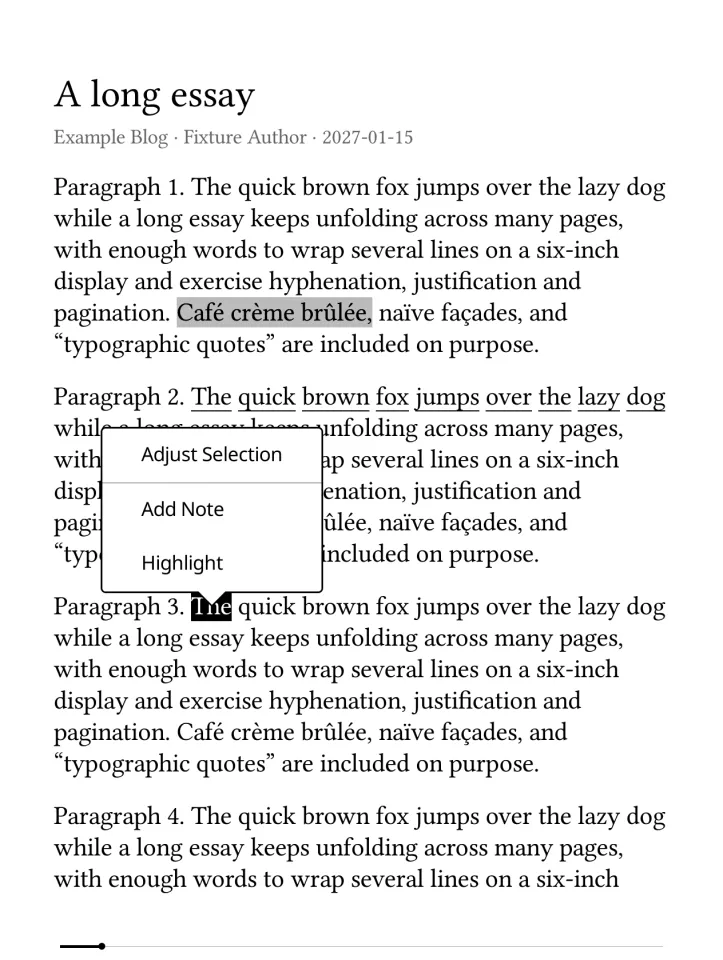 A long essay
Example Blog · Fixture Author · 2027-01-15
Paragraph 1. The quick brown fox jumps over the lazy dog
while a long essay keeps unfolding across many pages,
with enough words to wrap several lines on a six-inch
display and exercise hyphenation, justification and
pagination. Café crème brûlée, naïve façades, and
“typographic quotes” are included on purpose.
Paragraph 2. The quick brown fox jumps over the lazy dog
while a long essay keeps unfolding across many pages,
with
several lines on a six-inch
justification and
naïve façades, and
included on purpose.
Adjust Selection
Add Note
Highlight
Paragraph 3. The quick brown fox jumps over the lazy dog
while a long essay keeps unfolding across many pages,
with enough words to wrap several lines on a six-inch
display and exercise hyphenation, justification and
pagination. Café crème brûlée, naïve façades, and
“typographic quotes” are included on purpose.
Paragraph 4. The quick brown fox jumps over the lazy dog
while a long essay keeps unfolding across many pages,
with enough words to wrap several lines on a six-inch